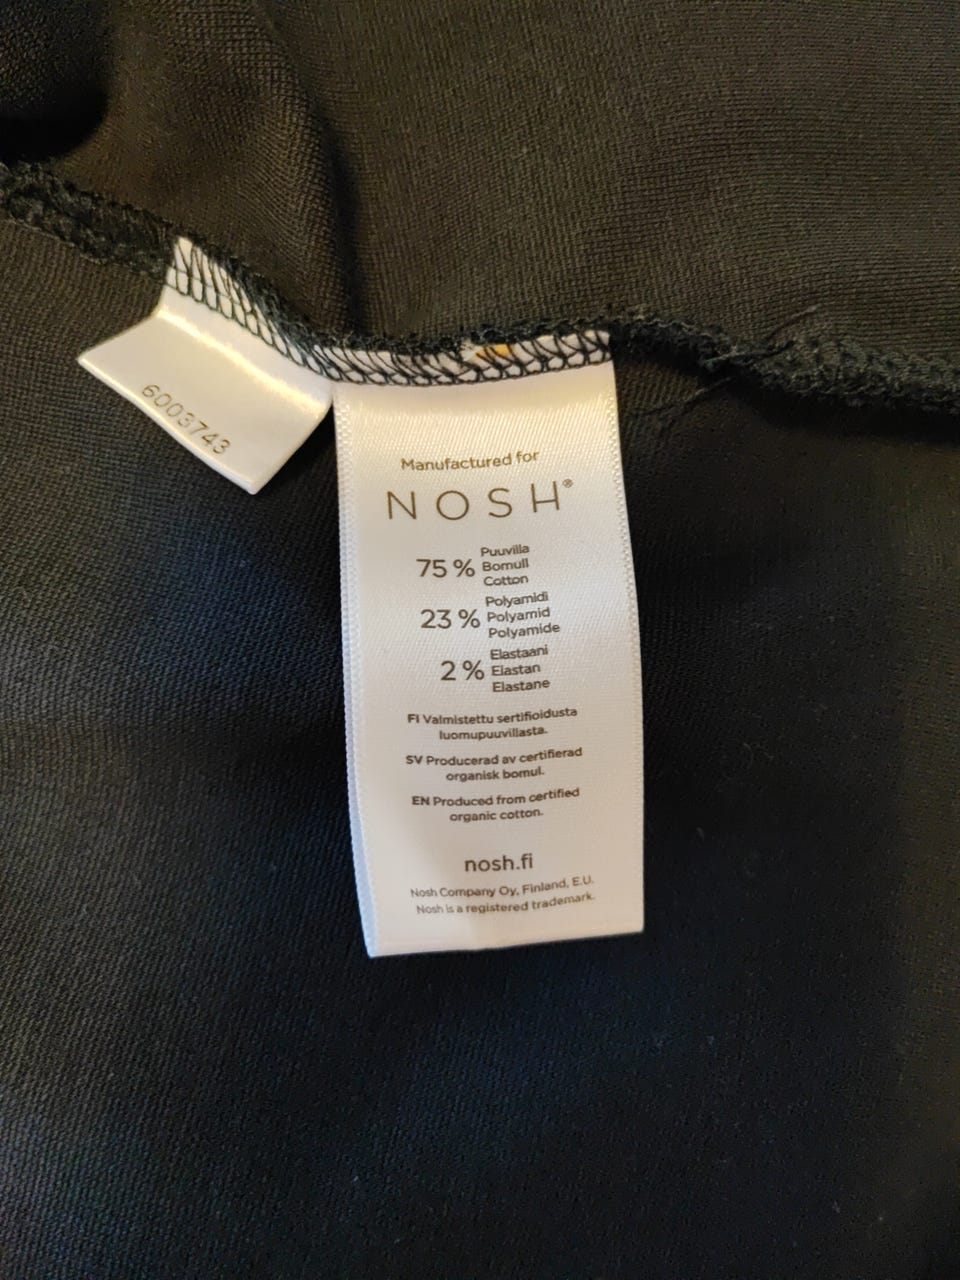 6003743
Manufactured for
NOSH®
75 % Puuvilla
Bomull
Cotton
23 % Polyamidi
Polyamid
Polyamide
2 % Elastaani
Elastan
Elastane
FI Valmistettu sertifioidusta
luomupuuvillasta.
SV Producerad av certifierad
organisk bomul.
EN Produced from certified
organic cotton.
nosh.fi
Nosh Company Oy, Finland, E.U.
Nosh is a registered trademark.